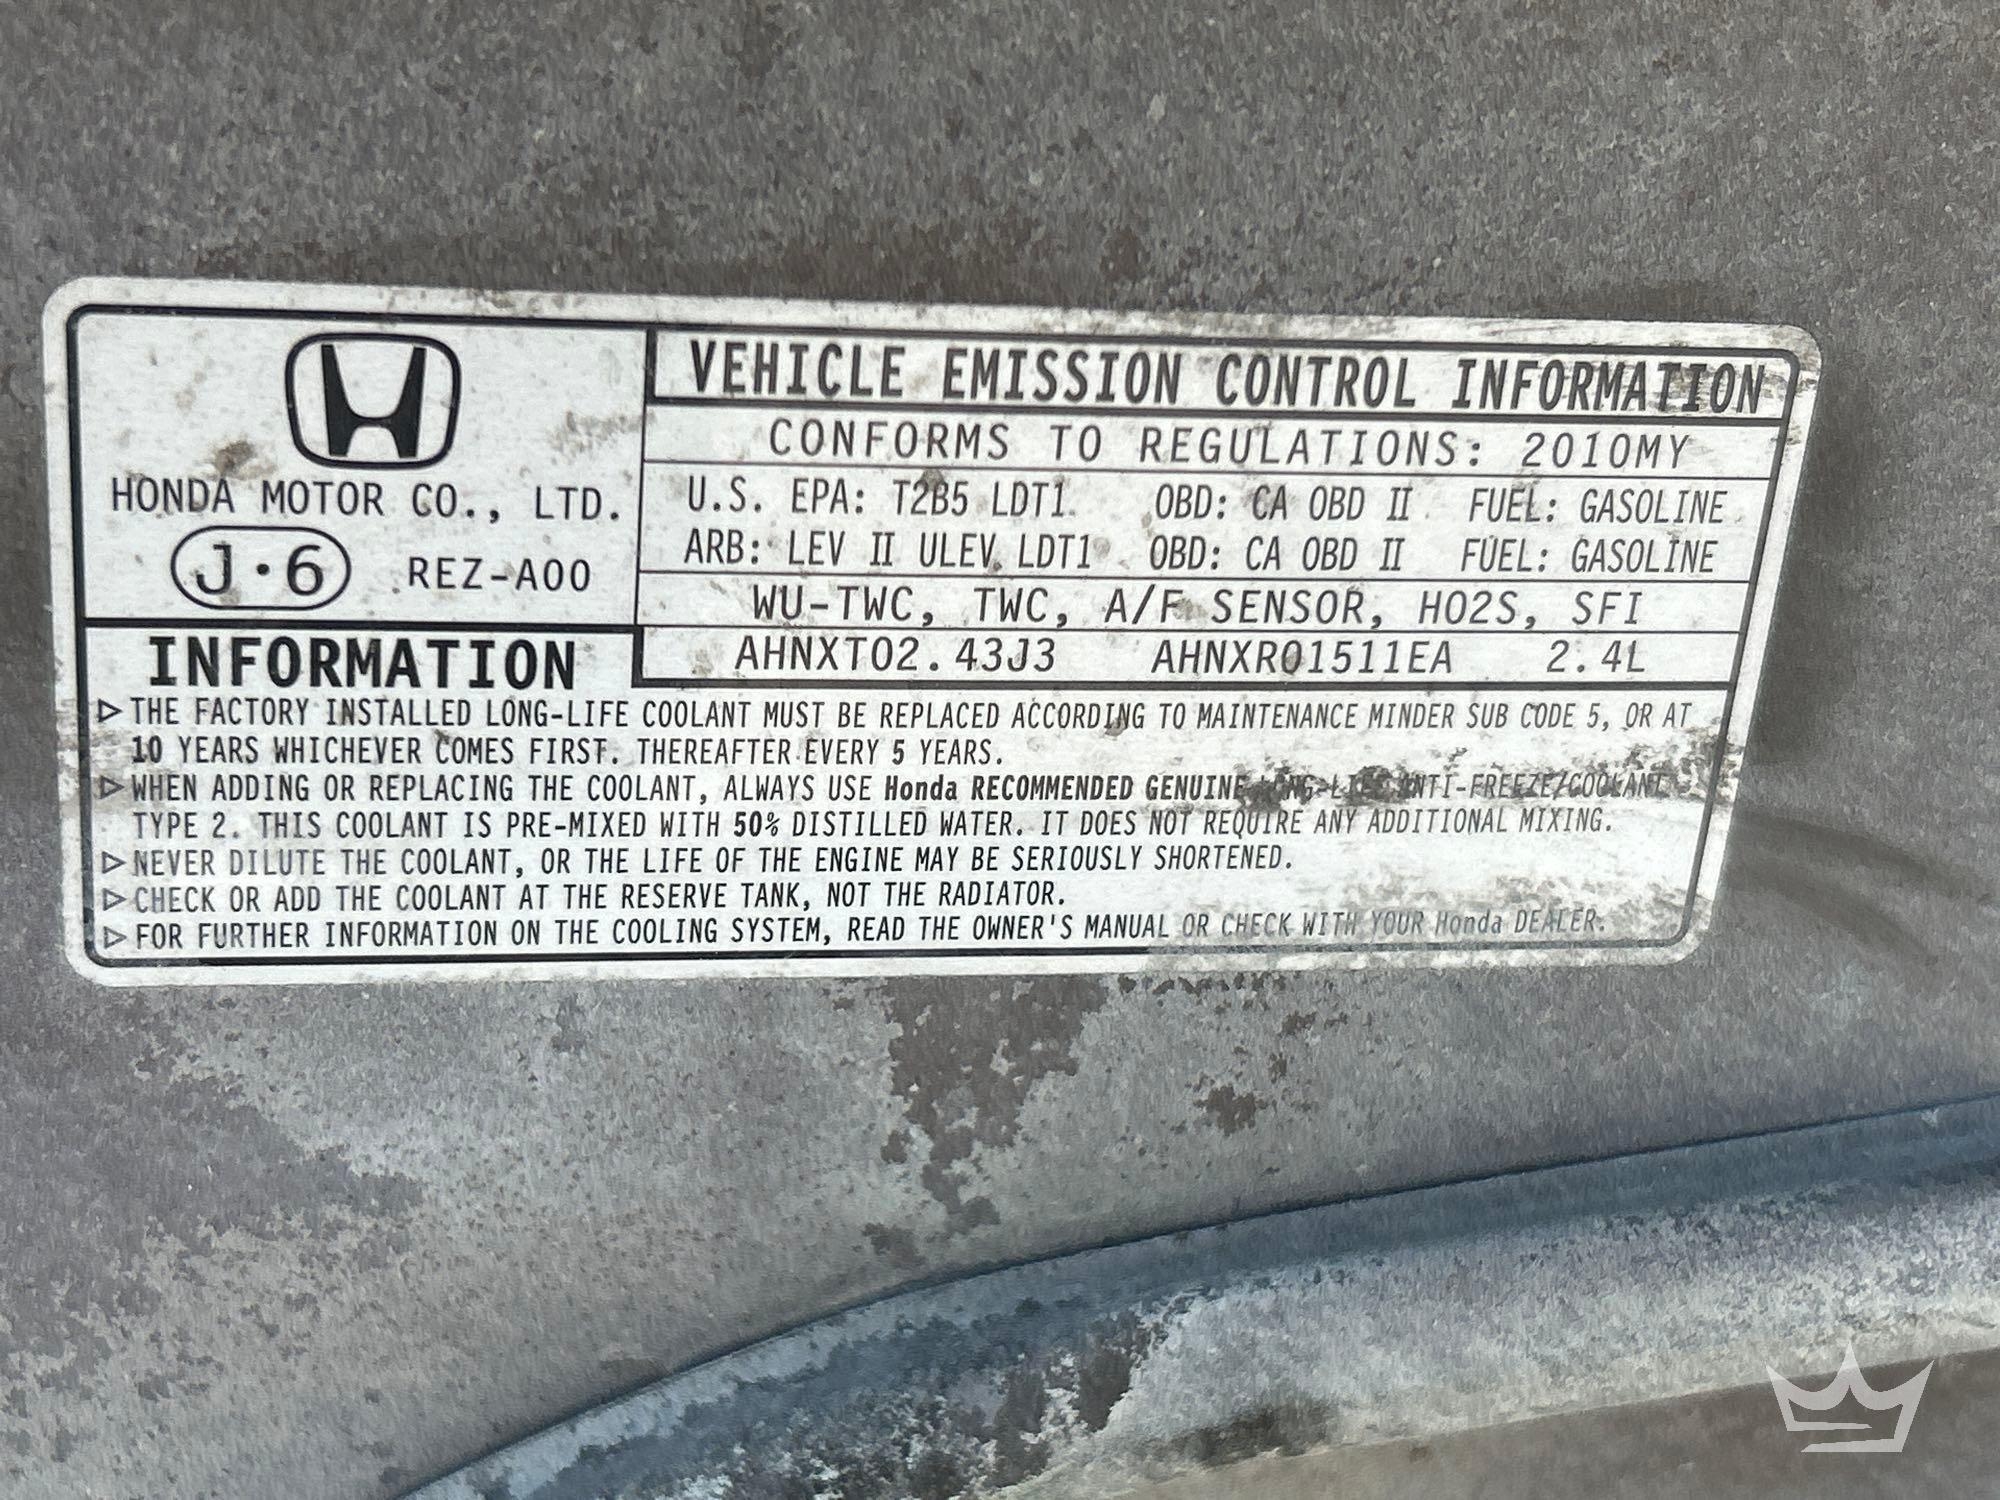 VEHICLE EMISSION CONTROL INFORMATION
CONFORMS TO REGULATIONS: 2010MY
HONDA MOTOR CO., LTD.
J·6 REZ-A00
U.S. EPA: T2B5 LDT1 OBD: CA OBD II FUEL: GASOLINE
ARB: LEV II ULEV LDT1 OBD: CA OBD II FUEL: GASOLINE
WU-TWC, TWC, A/F SENSOR, HO2S, SFI
AHNXT02.43J3 AHNXR01511EA 2.4L
INFORMATION
▷THE FACTORY INSTALLED LONG-LIFE COOLANT MUST BE REPLACED ACCORDING TO MAINTENANCE MINDER SUB CODE 5, OR AT
10 YEARS WHICHEVER COMES FIRST. THEREAFTER EVERY 5 YEARS.
▷WHEN ADDING OR REPLACING THE COOLANT, ALWAYS USE Honda RECOMMENDED GENUINE LONG-LIFE ANTI-FREEZE/COOLANT
TYPE 2. THIS COOLANT IS PRE-MIXED WITH 50% DISTILLED WATER. IT DOES NOT REQUIRE ANY ADDITIONAL MIXING.
▷NEVER DILUTE THE COOLANT, OR THE LIFE OF THE ENGINE MAY BE SERIOUSLY SHORTENED.
▷CHECK OR ADD THE COOLANT AT THE RESERVE TANK, NOT THE RADIATOR.
▷FOR FURTHER INFORMATION ON THE COOLING SYSTEM, READ THE OWNER'S MANUAL OR CHECK WITH YOUR Honda DEALER.